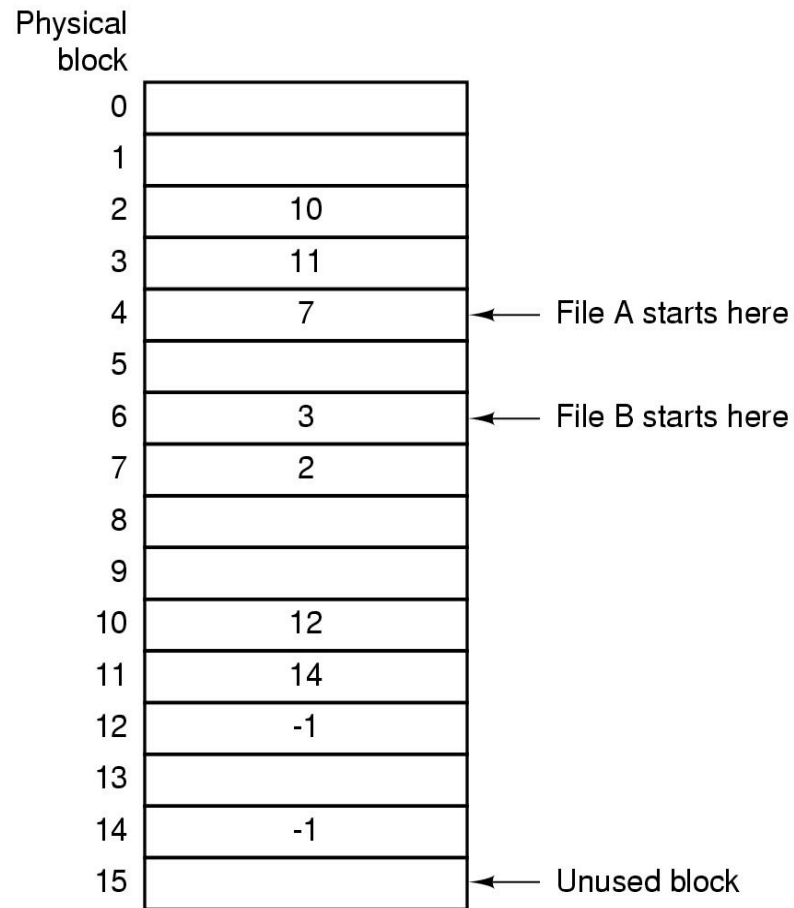 Physical
block
0
1
2 10
3 11
4 7 File A starts here
5
6 3 File B starts here
7 2
8
9
10 12
11 14
12 -1
13
14 -1
15 Unused block